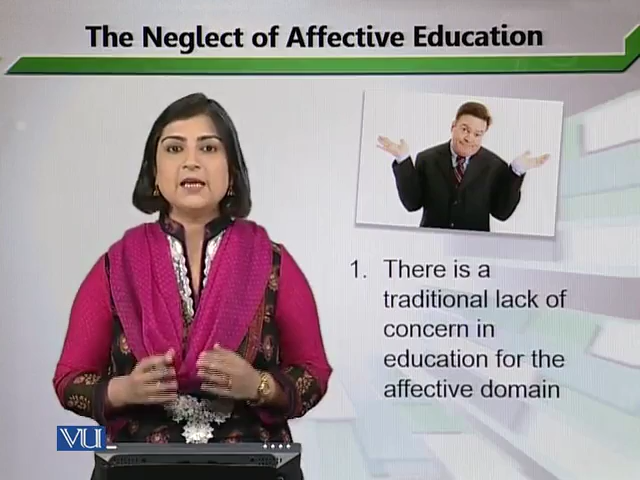 The Neglect of Affective Education
1. There is a
traditional lack of
concern in
education for the
affective domain
VU